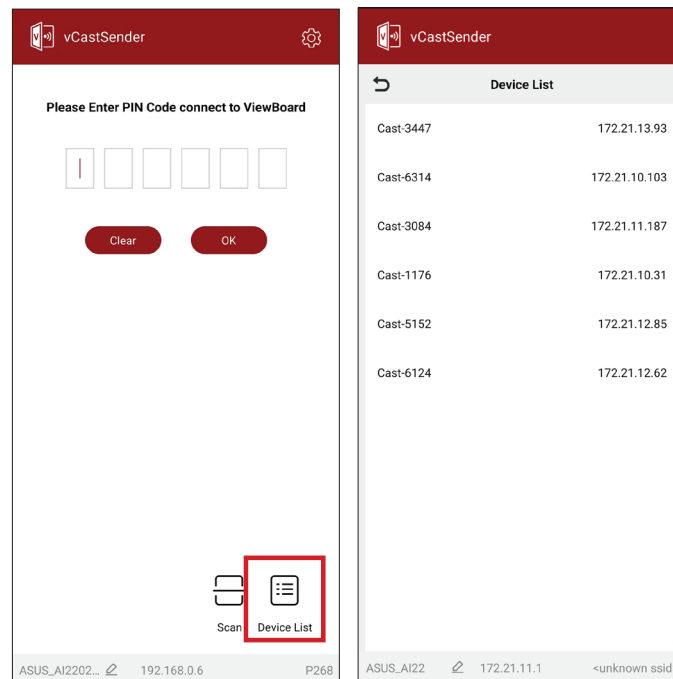 vCastSender
Please Enter PIN Code connect to ViewBoard
Clear OK
Scan Device List
ASUS_AI2202... 192.168.0.6 P268
vCastSender
Device List
Cast-3447 172.21.13.93
Cast-6314 172.21.10.103
Cast-3084 172.21.11.187
Cast-1176 172.21.10.31
Cast-5152 172.21.12.85
Cast-6124 172.21.12.62
ASUS_AI22 172.21.11.1 <unknown ssid